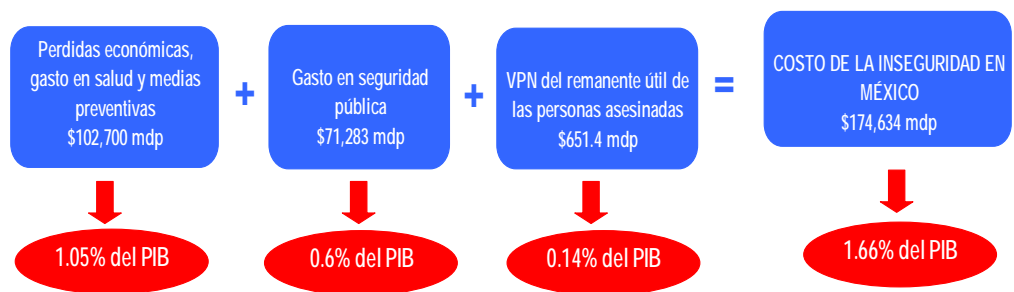 Perdidas económicas,
gasto en salud y medias
preventivas
$102,700 mdp
+
Gasto en seguridad
pública
$71,283 mdp
+
VPN del remanente útil de
las personas asesinadas
$651.4 mdp
=
COSTO DE LA INSEGURIDAD EN
MÉXICO
$174,634 mdp
1.05% del PIB
0.6% del PIB
0.14% del PIB
1.66% del PIB